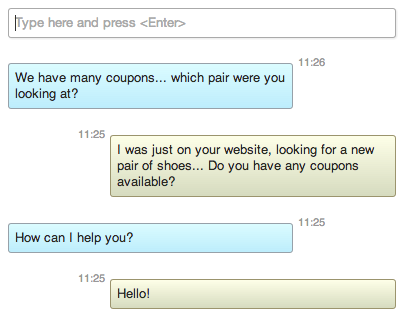 Type here and press <Enter>
11:26
We have many coupons... which pair were you
looking at?
11:25
I was just on your website, looking for a new
pair of shoes... Do you have any coupons
available?
11:25
How can I help you?
11:25
Hello!